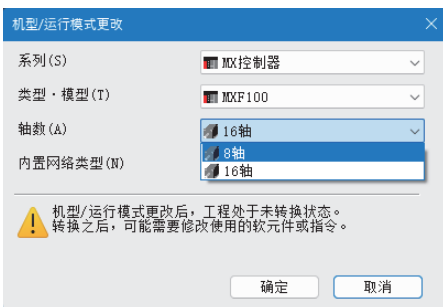 机型/运行模式更改
系列(S)
MX控制器
类型・模型(T)
MXF100
轴数(A)
16轴
8轴
16轴
内置网络类型(N)
机型/运行模式更改后，工程处于未转换状态。
转换之后，可能需要修改使用的软元件或指令。
确定
取消